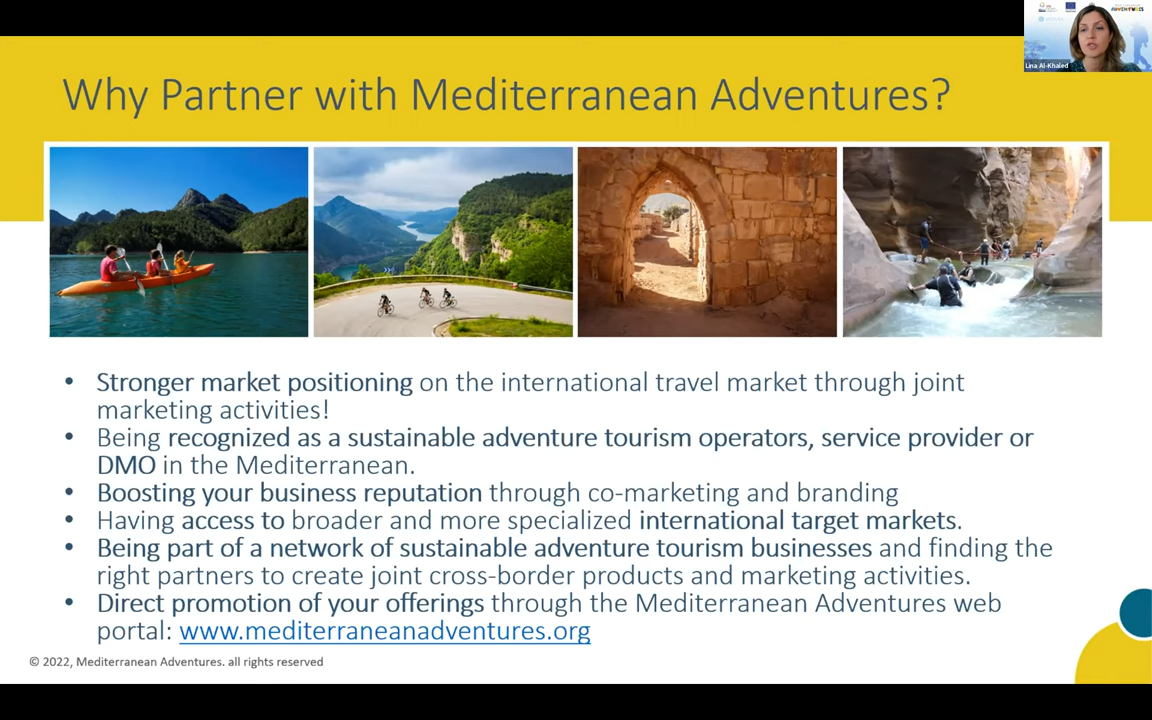 Why Partner with Mediterranean Adventures?
ADVENTURES
Lina Al-Khaled
• Stronger market positioning on the international travel market through joint
marketing activities!
• Being recognized as a sustainable adventure tourism operators, service provider or
DMO in the Mediterranean.
• Boosting your business reputation through co-marketing and branding
• Having access to broader and more specialized international target markets.
• Being part of a network of sustainable adventure tourism businesses and finding the
right partners to create joint cross-border products and marketing activities.
• Direct promotion of your offerings through the Mediterranean Adventures web
portal: www.mediterraneanadventures.org
© 2022, Mediterranean Adventures. all rights reserved